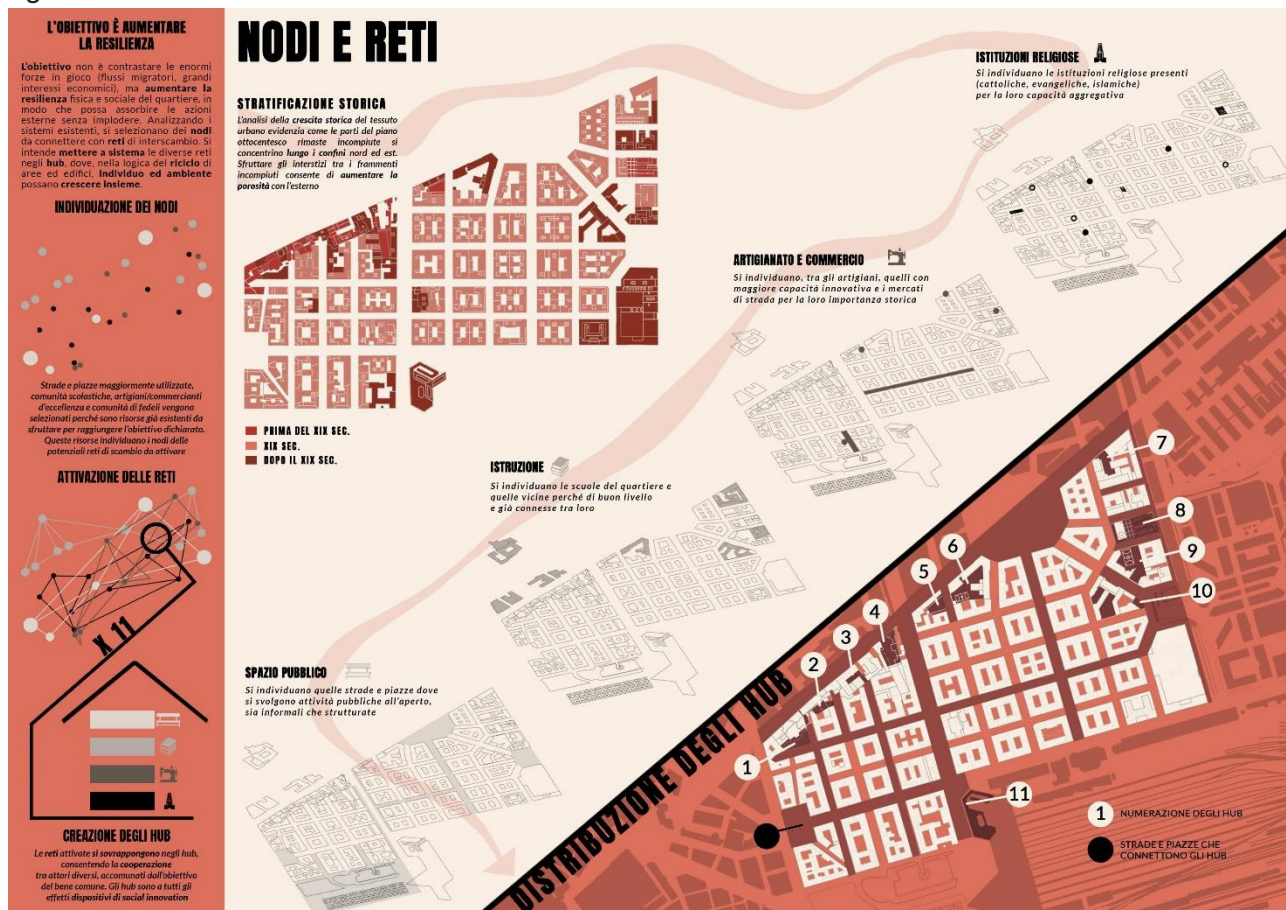 L'OBIETTIVO È AUMENTARE
LA RESILIENZA
L'obiettivo non è contrastare le enormi
forze in gioco (flussi migratori, grandi
interessi economici), ma aumentare la
resilienza fisica e sociale del quartiere, in
modo che possa assorbire le azioni
esterne senza implodere. Analizzando i
sistemi esistenti, si selezionano dei nodi
da connettere con reti di interscambio. Si
intende mettere a sistema le diverse reti
negli hub, dove, nella logica del riciclo di
aree ed edifici, individuo ed ambiente
possano crescere insieme.
INDIVIDUAZIONE DEI NODI
Strade e piazze maggiormente utilizzate,
comunità scolastiche, artigiani/commercianti
d'eccellenza e comunità di fedeli vengono
selezionati perché sono risorse già esistenti da
sfruttare per raggiungere l'obiettivo dichiarato.
Queste risorse individuano i nodi delle
potenziali reti di scambio da attivare
ATTIVAZIONE DELLE RETI
X 11
CREAZIONE DEGLI HUB
Le reti attivate si sovrappongono negli hub,
consentendo la cooperazione
tra attori diversi, accomunati dall'obiettivo
del bene comune. Gli hub sono a tutti gli
effetti dispositivi di social innovation
NODI E RETI
STRATIFICAZIONE STORICA
L'analisi della crescita storica del tessuto
urbano evidenzia come le parti del piano
ottocentesco rimaste incompiute si
concentrino lungo i confini nord ed est.
Sfruttare gli interstizi tra i frammenti
incompiuti consente di aumentare la
porosità con l'esterno
PRIMA DEL XIX SEC.
XIX SEC.
DOPO IL XIX SEC.
ISTITUZIONI RELIGIOSE
Si individuano le istituzioni religiose presenti
(cattoliche, evangeliche, islamiche)
per la loro capacità aggregativa
ARTIGIANATO E COMMERCIO
Si individuano, tra gli artigiani, quelli con
maggiore capacità innovativa e i mercati
di strada per la loro importanza storica
ISTRUZIONE
Si individuano le scuole del quartiere e
quelle vicine perché di buon livello
e già connesse tra loro
SPAZIO PUBBLICO
Si individuano quelle strade e piazze dove
si svolgono attività pubbliche all'aperto,
sia informali che strutturate
DISTRIBUZIONE DEGLI HUB
1
2
3
4
5
6
7
8
9
10
11
1 NUMERAZIONE DEGLI HUB
STRADE E PIAZZE CHE
CONNETTONO GLI HUB